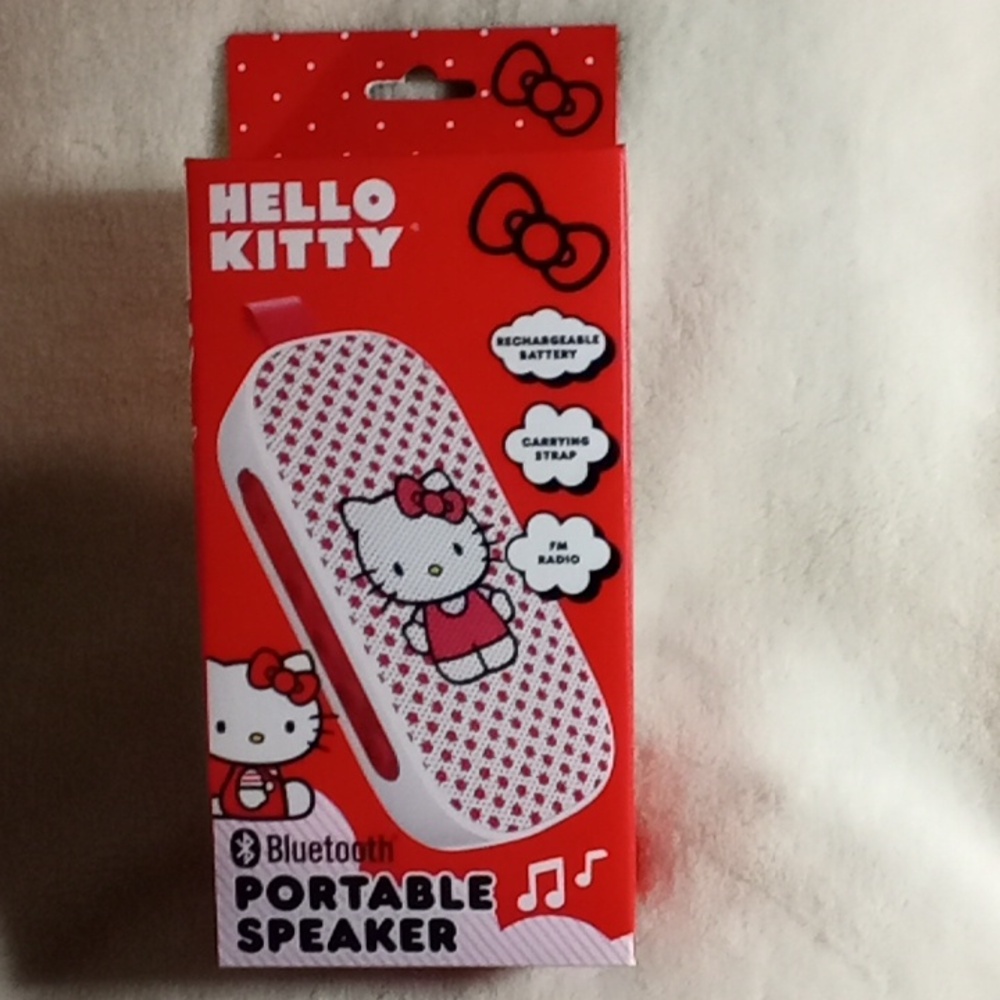 HELLO
KITTY
RECHARGEABLE
BATTERY
CARRYING
STRAP
FM
RADIO
Bluetooth
PORTABLE
SPEAKER